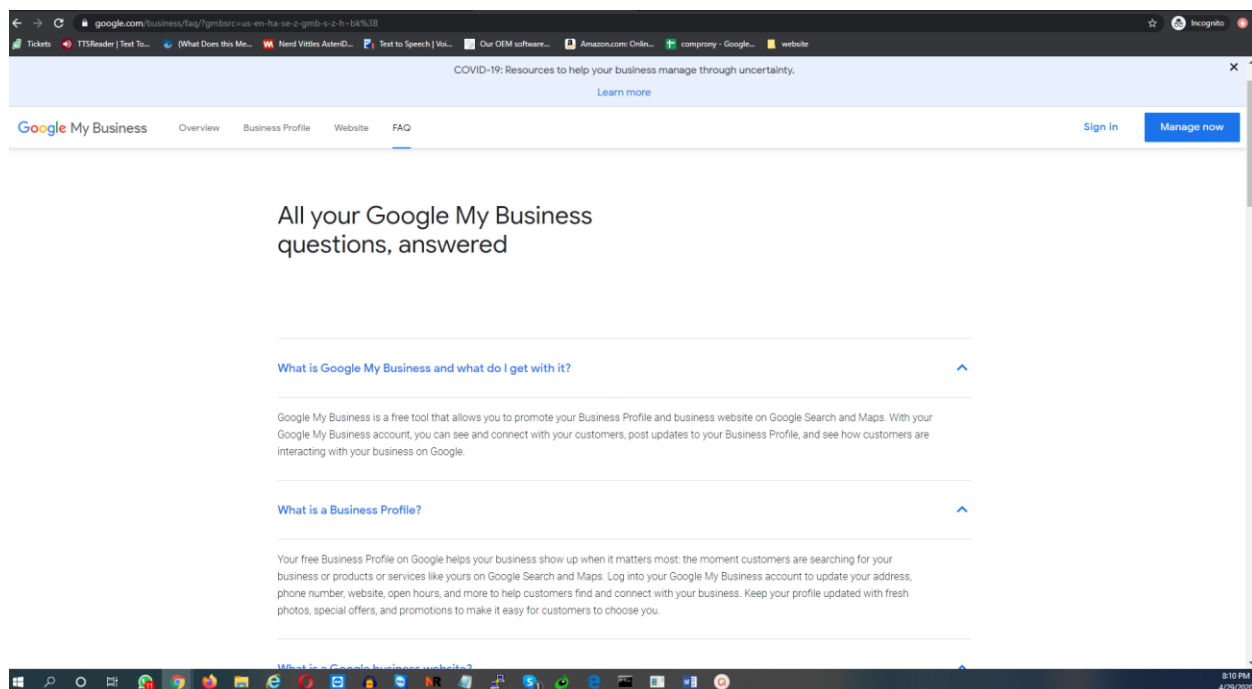 google.com/business/faq/?gmbsrc=us-en-ha-se-z-gmb-s-z-h~bk%3B
Incognito
Tickets TTSReader | Text To... (What Does this Me... Nerd Vittles AsteriD... Text to Speech | Voi... Our OEM software... Amazon.com: Onlin... comprony - Google... website
COVID-19: Resources to help your business manage through uncertainty.
Learn more
Google My Business Overview Business Profile Website FAQ Sign in Manage now
All your Google My Business
questions, answered
What is Google My Business and what do I get with it?
Google My Business is a free tool that allows you to promote your Business Profile and business website on Google Search and Maps. With your
Google My Business account, you can see and connect with your customers, post updates to your Business Profile, and see how customers are
interacting with your business on Google.
What is a Business Profile?
Your free Business Profile on Google helps your business show up when it matters most: the moment customers are searching for your
business or products or services like yours on Google Search and Maps. Log into your Google My Business account to update your address,
phone number, website, open hours, and more to help customers find and connect with your business. Keep your profile updated with fresh
photos, special offers, and promotions to make it easy for customers to choose you.
What is a Google business website?
8:10 PM
4/29/2020